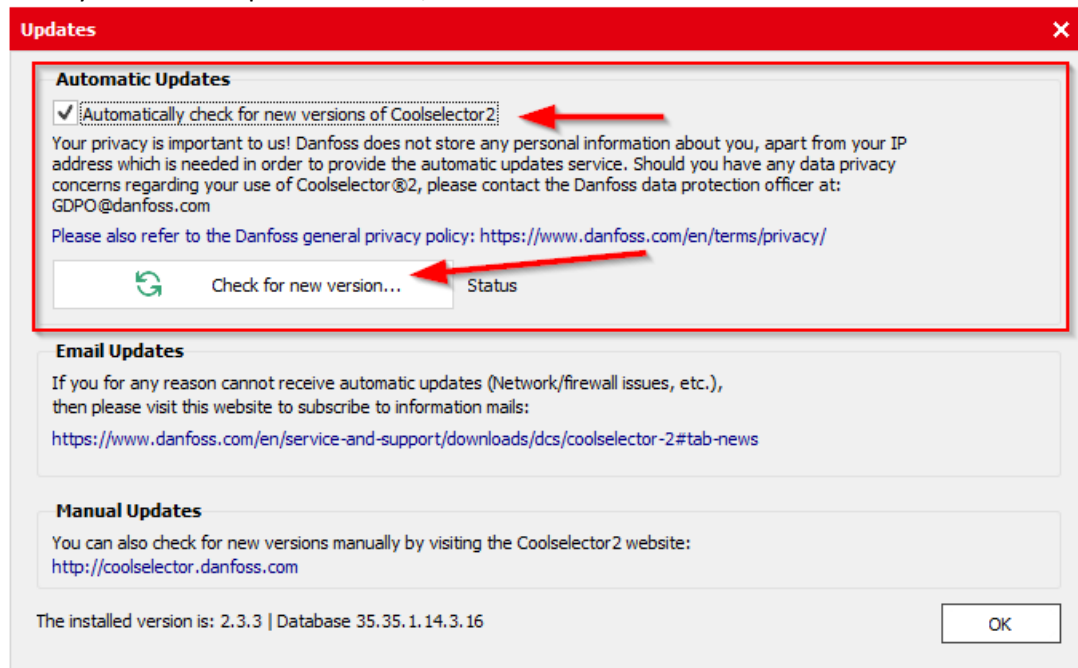 Updates
Automatic Updates
Automatically check for new versions of Coolselector2
Your privacy is important to us! Danfoss does not store any personal information about you, apart from your IP
address which is needed in order to provide the automatic updates service. Should you have any data privacy
concerns regarding your use of Coolselector®2, please contact the Danfoss data protection officer at:
GDPO@danfoss.com
Please also refer to the Danfoss general privacy policy: https://www.danfoss.com/en/terms/privacy/
Check for new version... Status
Email Updates
If you for any reason cannot receive automatic updates (Network/firewall issues, etc.),
then please visit this website to subscribe to information mails:
https://www.danfoss.com/en/service-and-support/downloads/dcs/coolselector-2#tab-news
Manual Updates
You can also check for new versions manually by visiting the Coolselector2 website:
http://coolselector.danfoss.com
The installed version is: 2.3.3 | Database 35.35.1.14.3.16 OK